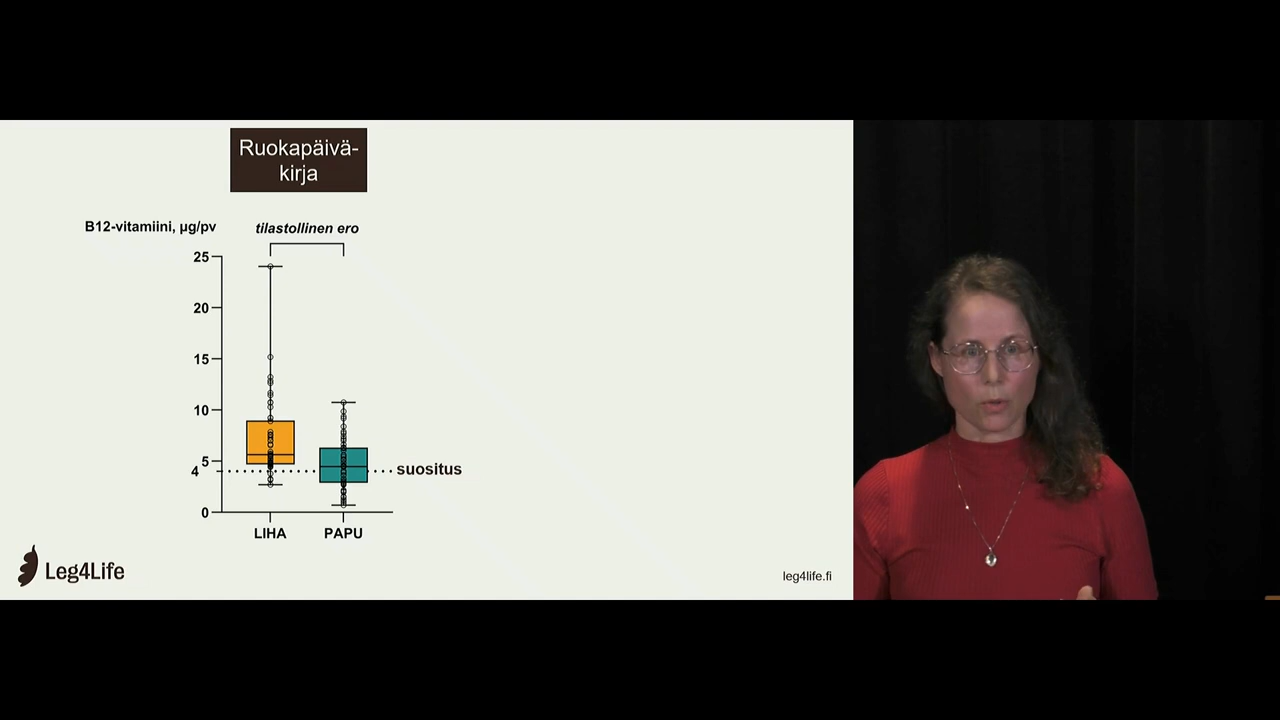 Ruokapäivä-
kirja
B12-vitamiini, µg/pv
tilastollinen ero
25
20
15
10
5
4
suositus
0
LIHA
PAPU
Leg4Life
leg4life.fi